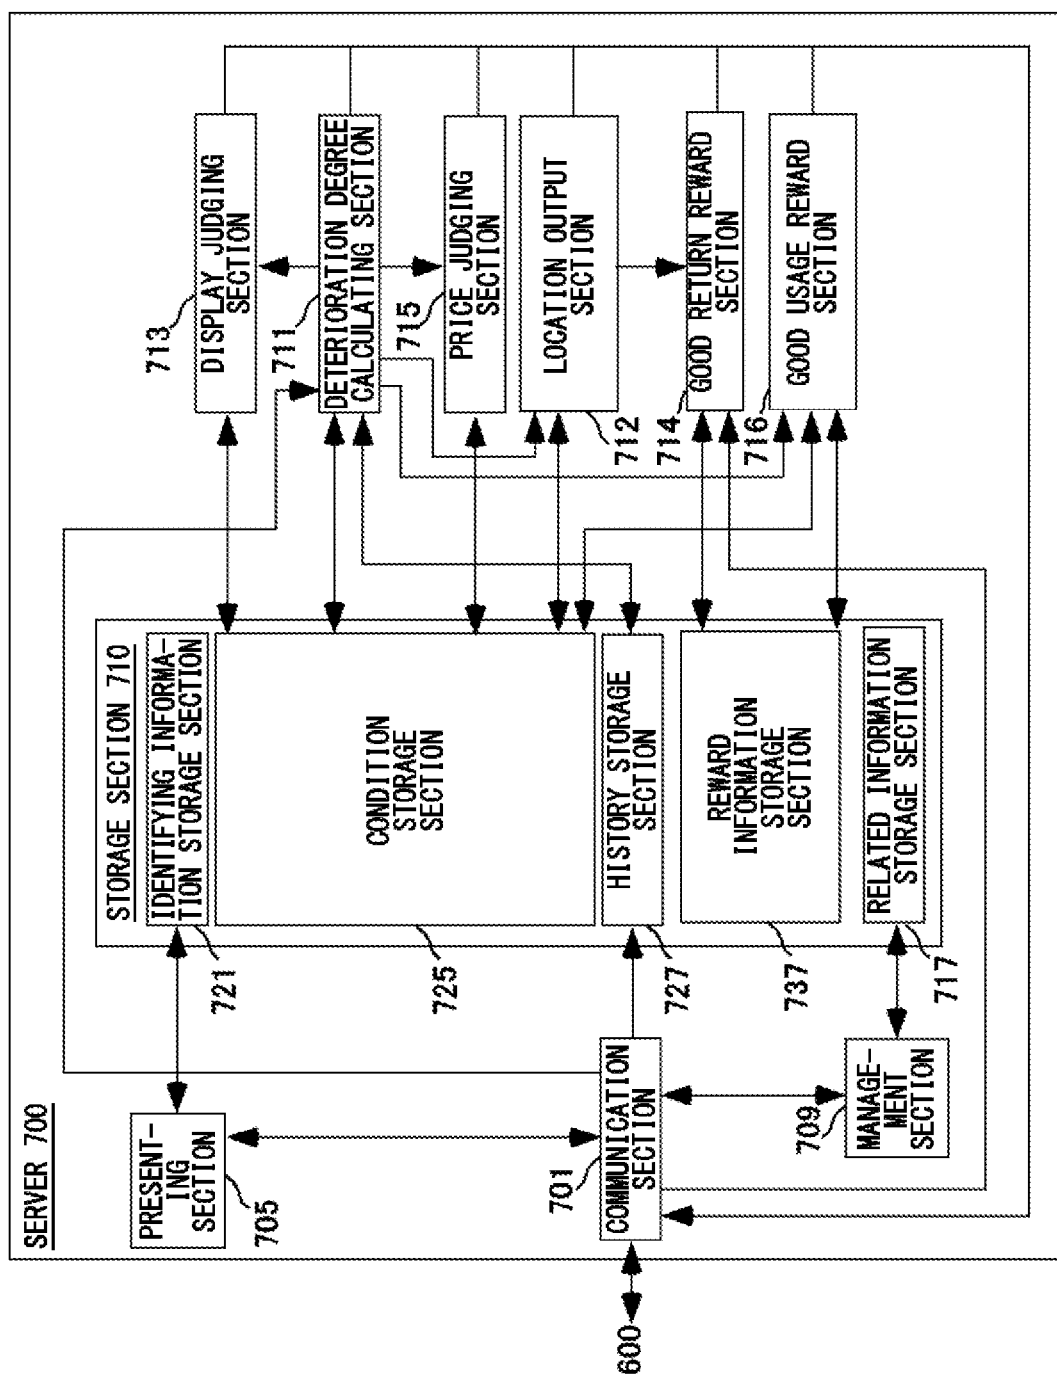 SERVER 700
PRESENT-
ING
SECTION
705
600
COMMUNICATION
SECTION
701
MANAGE-
MENT
SECTION
709
STORAGE SECTION 710
IDENTIFYING INFORMA-
TION STORAGE SECTION
721
CONDITION
STORAGE
SECTION
725
HISTORY STORAGE
SECTION
727
REWARD
INFORMATION
STORAGE
SECTION
737
RELATED INFORMATION
STORAGE SECTION
717
DISPLAY JUDGING
SECTION
713
DETERIORATION DEGREE
CALCULATING SECTION
711
PRICE JUDGING
SECTION
715
LOCATION OUTPUT
SECTION
712
GOOD RETURN REWARD
SECTION
714
GOOD USAGE REWARD
SECTION
716